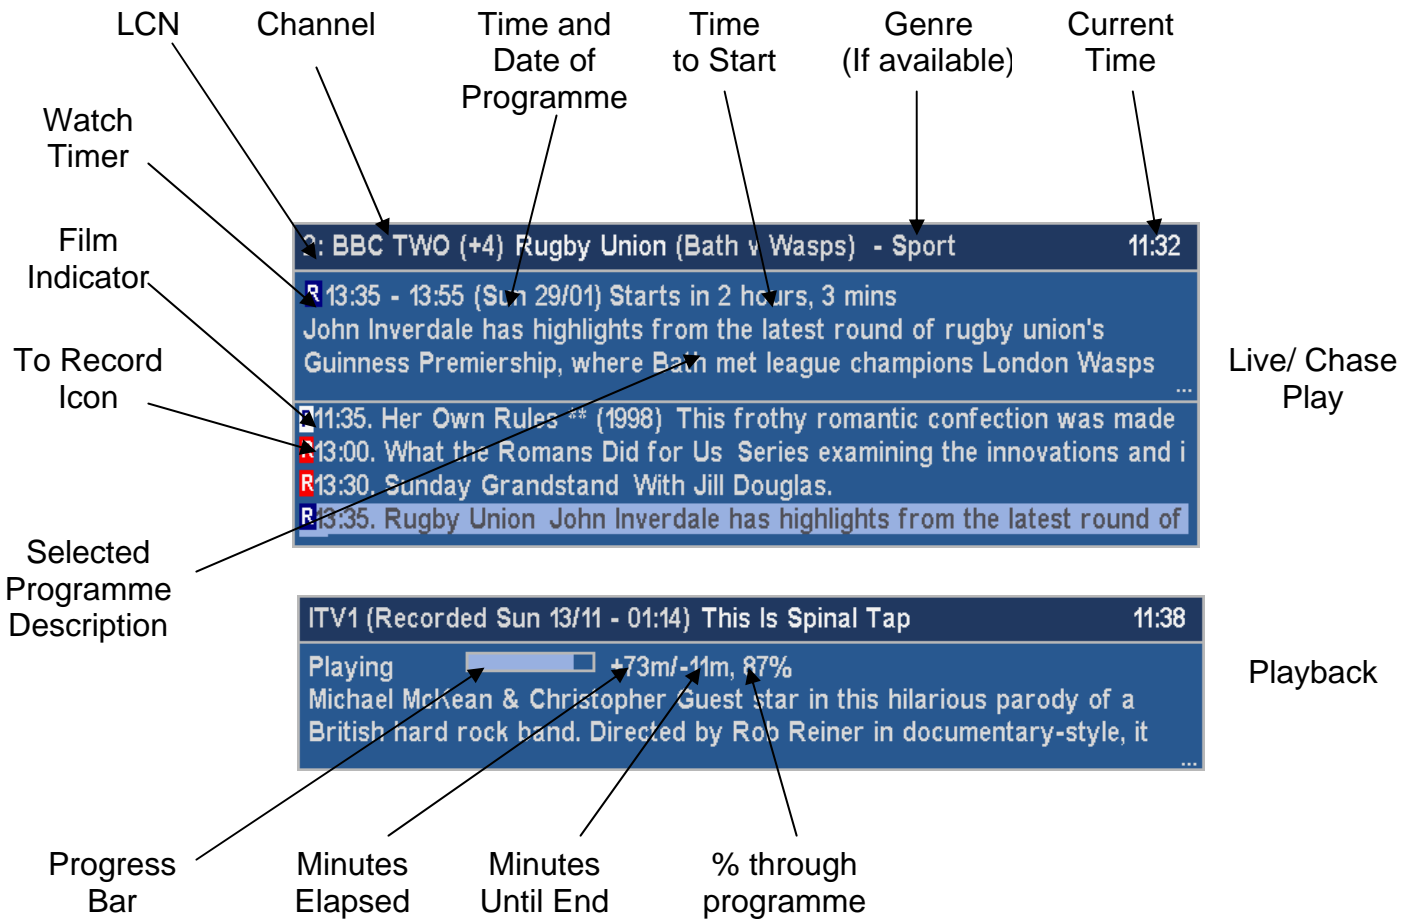 LCN
Channel
Time and
Date of
Programme
Time
to Start
Genre
(If available)
Current
Time
Watch
Timer
Film
Indicator
To Record
Icon
Selected
Programme
Description
: BBC TWO (+4) Rugby Union (Bath v Wasps) - Sport 11:32
R 13:35 - 13:55 (Sun 29/01) Starts in 2 hours, 3 mins
John Inverdale has highlights from the latest round of rugby union's
Guinness Premiership, where Bath met league champions London Wasps
...
11:35. Her Own Rules ** (1998) This frothy romantic confection was made
R 13:00. What the Romans Did for Us Series examining the innovations and i
R 13:30. Sunday Grandstand With Jill Douglas.
R 13:35. Rugby Union John Inverdale has highlights from the latest round of
Live/ Chase
Play
ITV1 (Recorded Sun 13/11 - 01:14) This Is Spinal Tap 11:38
Playing +73m/-11m, 87%
Michael McKean & Christopher Guest star in this hilarious parody of a
British hard rock band. Directed by Rob Reiner in documentary-style, it
...
Playback
Progress
Bar
Minutes
Elapsed
Minutes
Until End
% through
programme